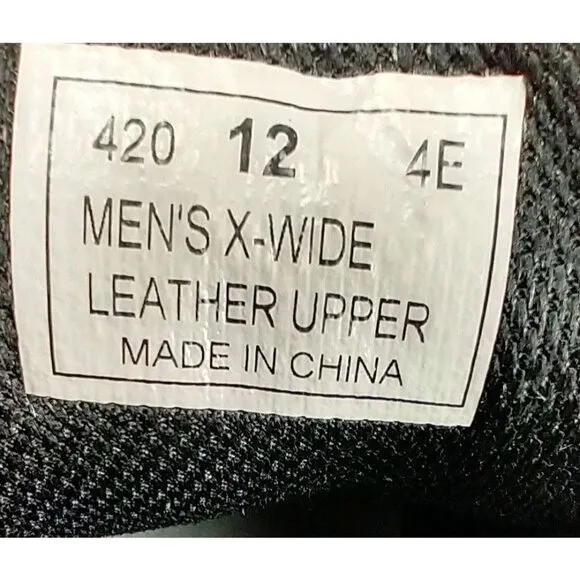 420 12 4E
MEN'S X-WIDE
LEATHER UPPER
MADE IN CHINA